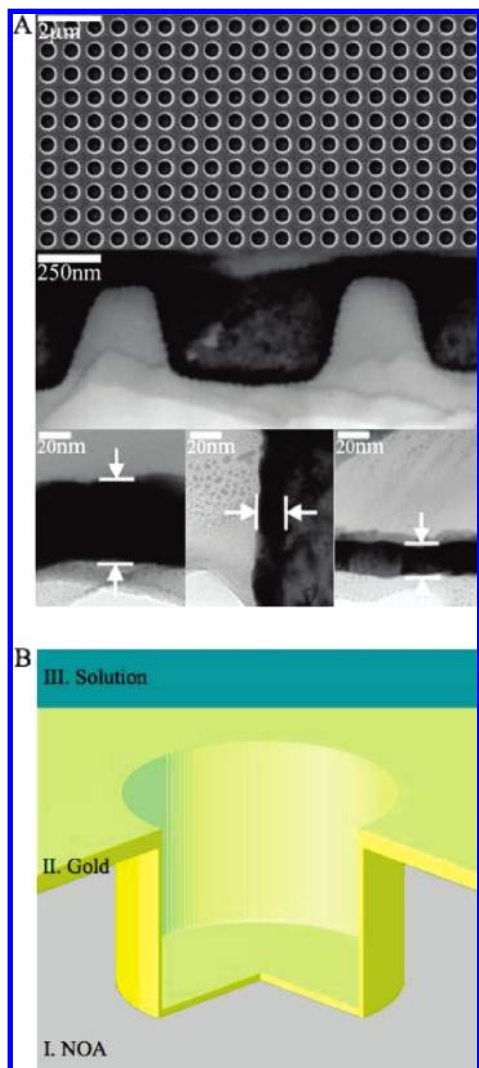 A
2μm
250nm
20nm
20nm
20nm
B
III. Solution
II. Gold
I. NOA